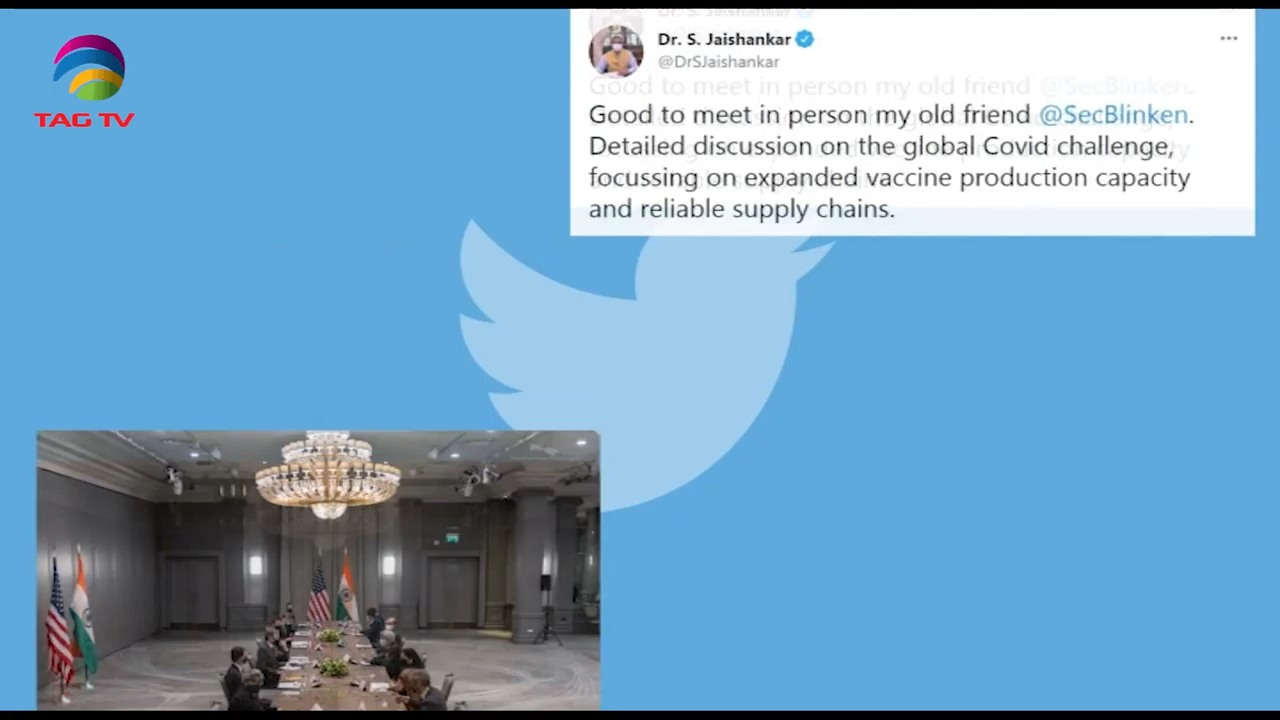 TAG TV
Dr. S. Jaishankar
@DrSJaishankar
Good to meet in person my old friend @SecBlinken.
Detailed discussion on the global Covid challenge,
focussing on expanded vaccine production capacity
and reliable supply chains.